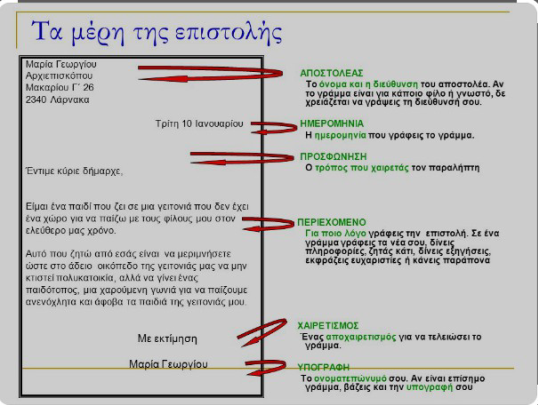 Τα μέρη της επιστολής
Μαρία Γεωργίου
Αρχιεπισκόπου
Μακαρίου Γ΄ 26
2340 Λάρνακα
Τρίτη 10 Ιανουαρίου
Έντιμε κύριε δήμαρχε,
Είμαι ένα παιδί που ζει σε μια γειτονιά που δεν έχει
ένα χώρο για να παίζω με τους φίλους μου στον
ελεύθερο μας χρόνο.
Αυτό που ζητώ από εσάς είναι να μεριμνήσετε
ώστε στο άδειο οικόπεδο της γειτονιάς μας να μην
κτιστεί πολυκατοικία, αλλά να γίνει ένας
παιδότοπος, μια χαρούμενη γωνιά για να παίζουμε
ανενόχλητα και άφοβα τα παιδιά της γειτονιάς μου.
Με εκτίμηση
Μαρία Γεωργίου
ΑΠΟΣΤΟΛΕΑΣ
Το όνομα και η διεύθυνση του αποστολέα. Αν
το γράμμα είναι για κάποιο φίλο ή γνωστό, δε
χρειάζεται να γράψεις τη διεύθυνσή σου.
ΗΜΕΡΟΜΗΝΙΑ
Η ημερομηνία που γράφεις το γράμμα.
ΠΡΟΣΦΩΝΗΣΗ
Ο τρόπος που χαιρετάς τον παραλήπτη
ΠΕΡΙΕΧΟΜΕΝΟ
Για ποιο λόγο γράφεις την επιστολή. Σε ένα
γράμμα γράφεις τα νέα σου, δίνεις
πληροφορίες, ζητάς κάτι, δίνεις εξηγήσεις,
εκφράζεις ευχαριστίες ή κάνεις παράπονα
ΧΑΙΡΕΤΙΣΜΟΣ
Ένας αποχαιρετισμός για να τελειώσει το
γράμμα.
ΥΠΟΓΡΑΦΗ
Το ονοματεπώνυμό σου. Αν είναι επίσημο
γράμμα, βάζεις και την υπογραφή σου